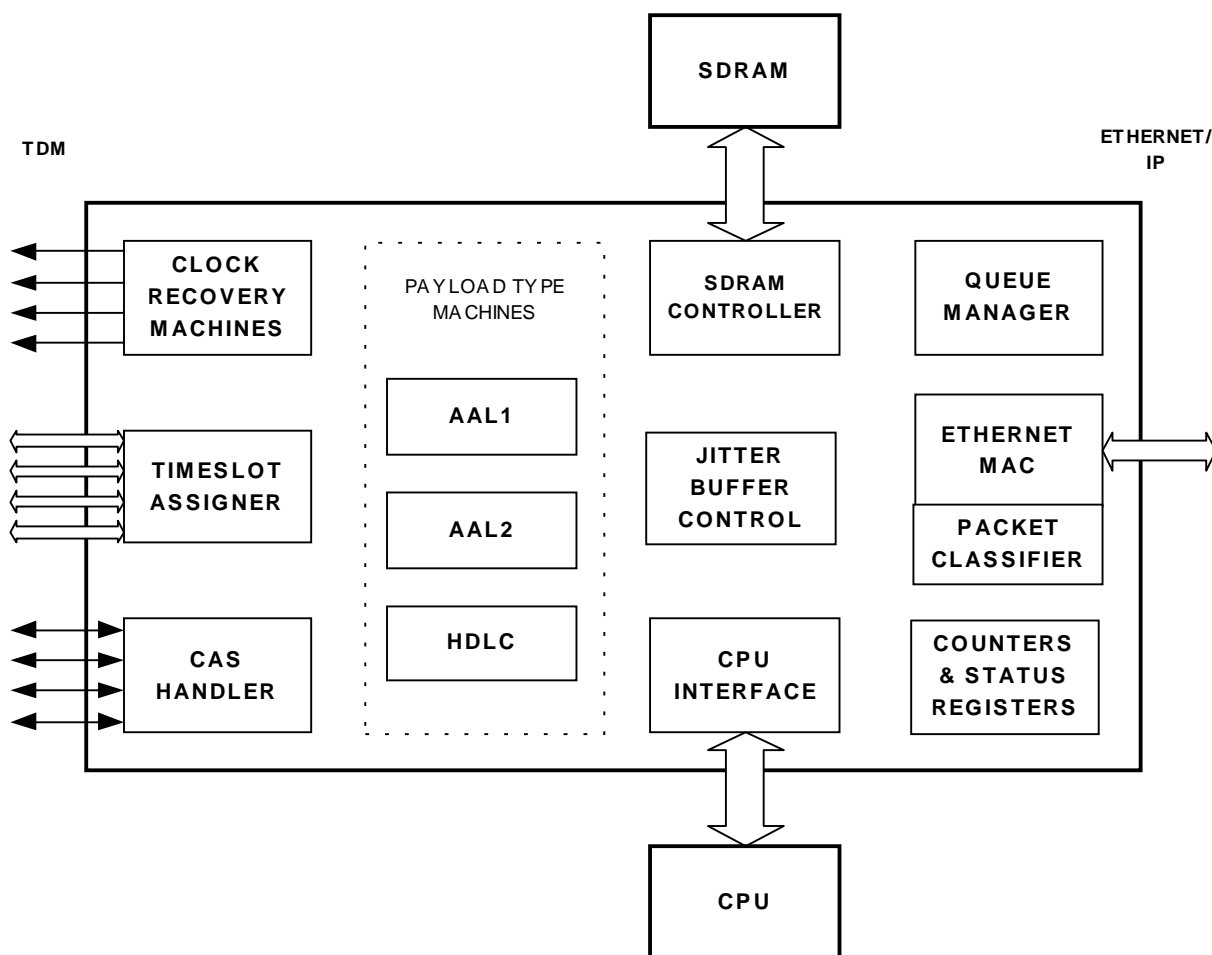 SDRAM
TDM
ETHERNET/
IP
CLOCK
RECOVERY
MACHINES
PAYLOAD TYPE
MACHINES
SDRAM
CONTROLLER
QUEUE
MANAGER
AAL1
TIMESLOT
ASSIGNER
JITTER
BUFFER
CONTROL
ETHERNET
MAC
AAL2
PACKET
CLASSIFIER
CAS
HANDLER
HDLC
CPU
INTERFACE
COUNTERS
& STATUS
REGISTERS
CPU